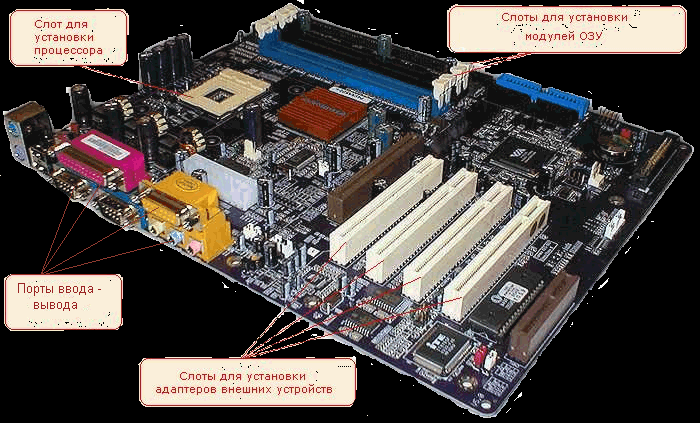 Слот для
установки
процессора
Слоты для установки
модулей ОЗУ
Порты ввода -
вывода
Слоты для установки
адаптеров внешних устройств